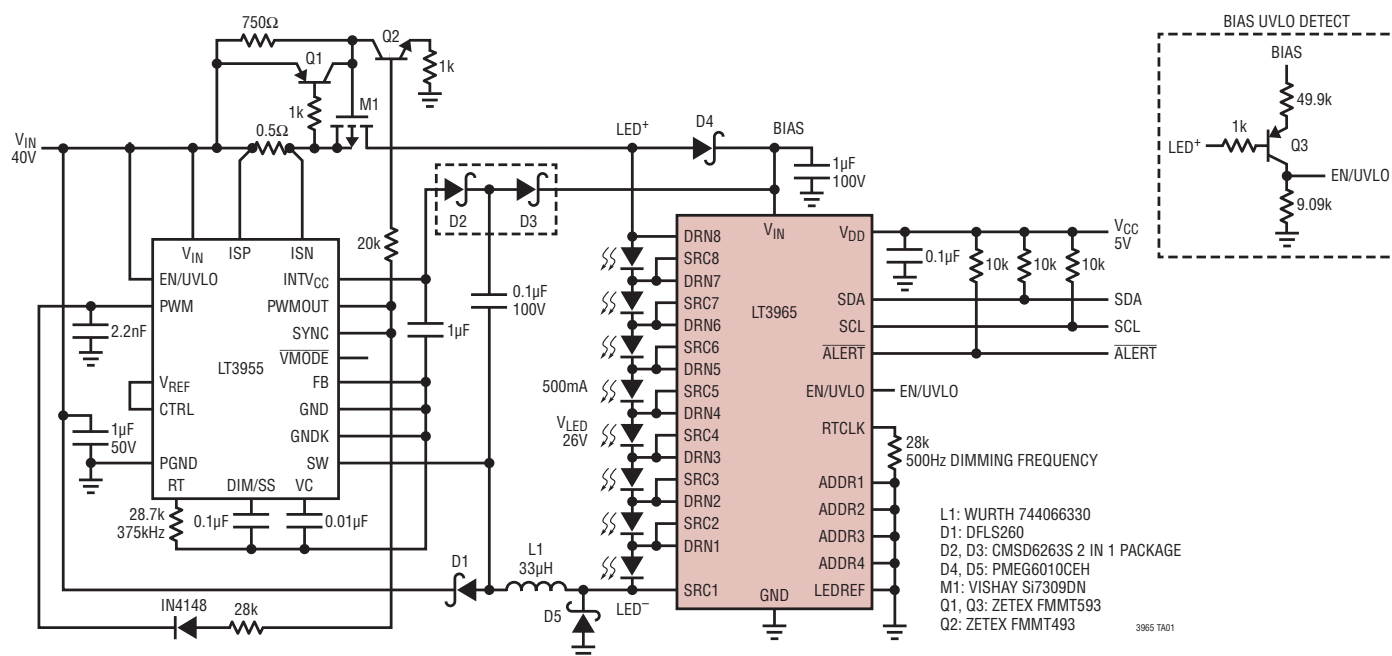 750Ω
Q1
Q2
1k
1k
M1
0.5Ω
VIN
40V
LED+
D4
BIAS
1µF
100V
D2
D3
20k
0.1µF
100V
VIN
ISP
ISN
EN/UVLO
PWM
VREF
CTRL
PGND
RT
DIM/SS
VC
INTVCC
PWMOUT
SYNC
VMODE
FB
GND
GNDK
SW
LT3955
2.2nF
1µF
50V
1µF
28.7k
375kHz
0.1µF
0.01µF
IN4148
28k
D1
L1
33µH
D5
LED−
500mA
VLED
26V
DRN8
SRC8
DRN7
SRC7
DRN6
SRC6
DRN5
SRC5
DRN4
SRC4
DRN3
SRC3
DRN2
SRC2
DRN1
SRC1
VIN
VDD
LT3965
SDA
SCL
ALERT
EN/UVLO
RTCLK
ADDR1
ADDR2
ADDR3
ADDR4
LEDREF
GND
0.1µF
10k
10k
10k
VCC
5V
SDA
SCL
ALERT
EN/UVLO
28k
500Hz DIMMING FREQUENCY
BIAS UVLO DETECT
BIAS
49.9k
LED+
1k
Q3
EN/UVLO
9.09k
L1: WURTH 744066330
D1: DFLS260
D2, D3: CMSD6263S 2 IN 1 PACKAGE
D4, D5: PMEG6010CEH
M1: VISHAY Si7309DN
Q1, Q3: ZETEX FMMT593
Q2: ZETEX FMMT493
3965 TA01